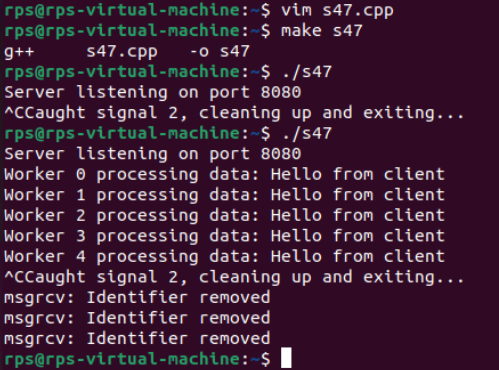 rps@rps-virtual-machine:~$ vim s47.cpp
rps@rps-virtual-machine:~$ make s47
g++     s47.cpp   -o s47
rps@rps-virtual-machine:~$ ./s47
Server listening on port 8080
^CCaught signal 2, cleaning up and exiting...
rps@rps-virtual-machine:~$ ./s47
Server listening on port 8080
Worker 0 processing data: Hello from client
Worker 1 processing data: Hello from client
Worker 2 processing data: Hello from client
Worker 3 processing data: Hello from client
Worker 4 processing data: Hello from client
^CCaught signal 2, cleaning up and exiting...
msgrcv: Identifier removed
msgrcv: Identifier removed
msgrcv: Identifier removed
rps@rps-virtual-machine:~$